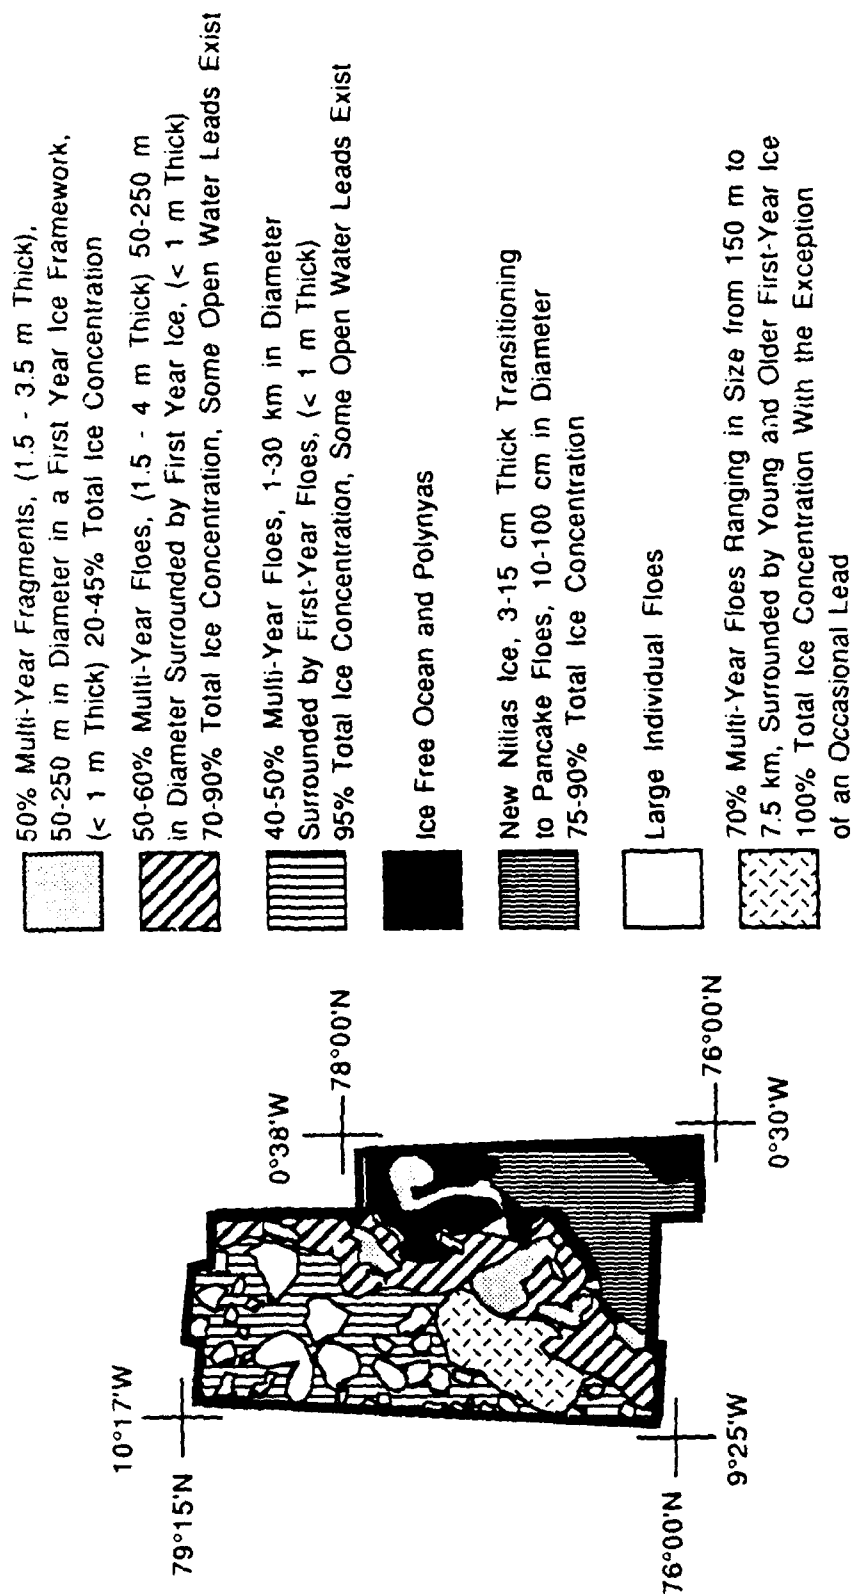 50% Multi-Year Fragments, (1.5 - 3.5 m Thick),
50-250 m in Diameter in a First Year Ice Framework,
(< 1 m Thick) 20-45% Total Ice Concentration
50-60% Multi-Year Floes, (1.5 - 4 m Thick) 50-250 m
in Diameter Surrounded by First Year Ice, (< 1 m Thick)
70-90% Total Ice Concentration, Some Open Water Leads Exist
40-50% Multi-Year Floes, 1-30 km in Diameter
Surrounded by First-Year Floes, (< 1 m Thick)
95% Total Ice Concentration, Some Open Water Leads Exist
Ice Free Ocean and Polynyas
New Nilias Ice, 3-15 cm Thick Transitioning
to Pancake Floes, 10-100 cm in Diameter
75-90% Total Ice Concentration
Large Individual Floes
70% Multi-Year Floes Ranging in Size from 150 m to
7.5 km, Surrounded by Young and Older First-Year Ice
100% Total Ice Concentration With the Exception
of an Occasional Lead
10°17'W
79°15'N
0°38'W
78°00'N
76°00'N
0°30'W
76°00'N
9°25'W